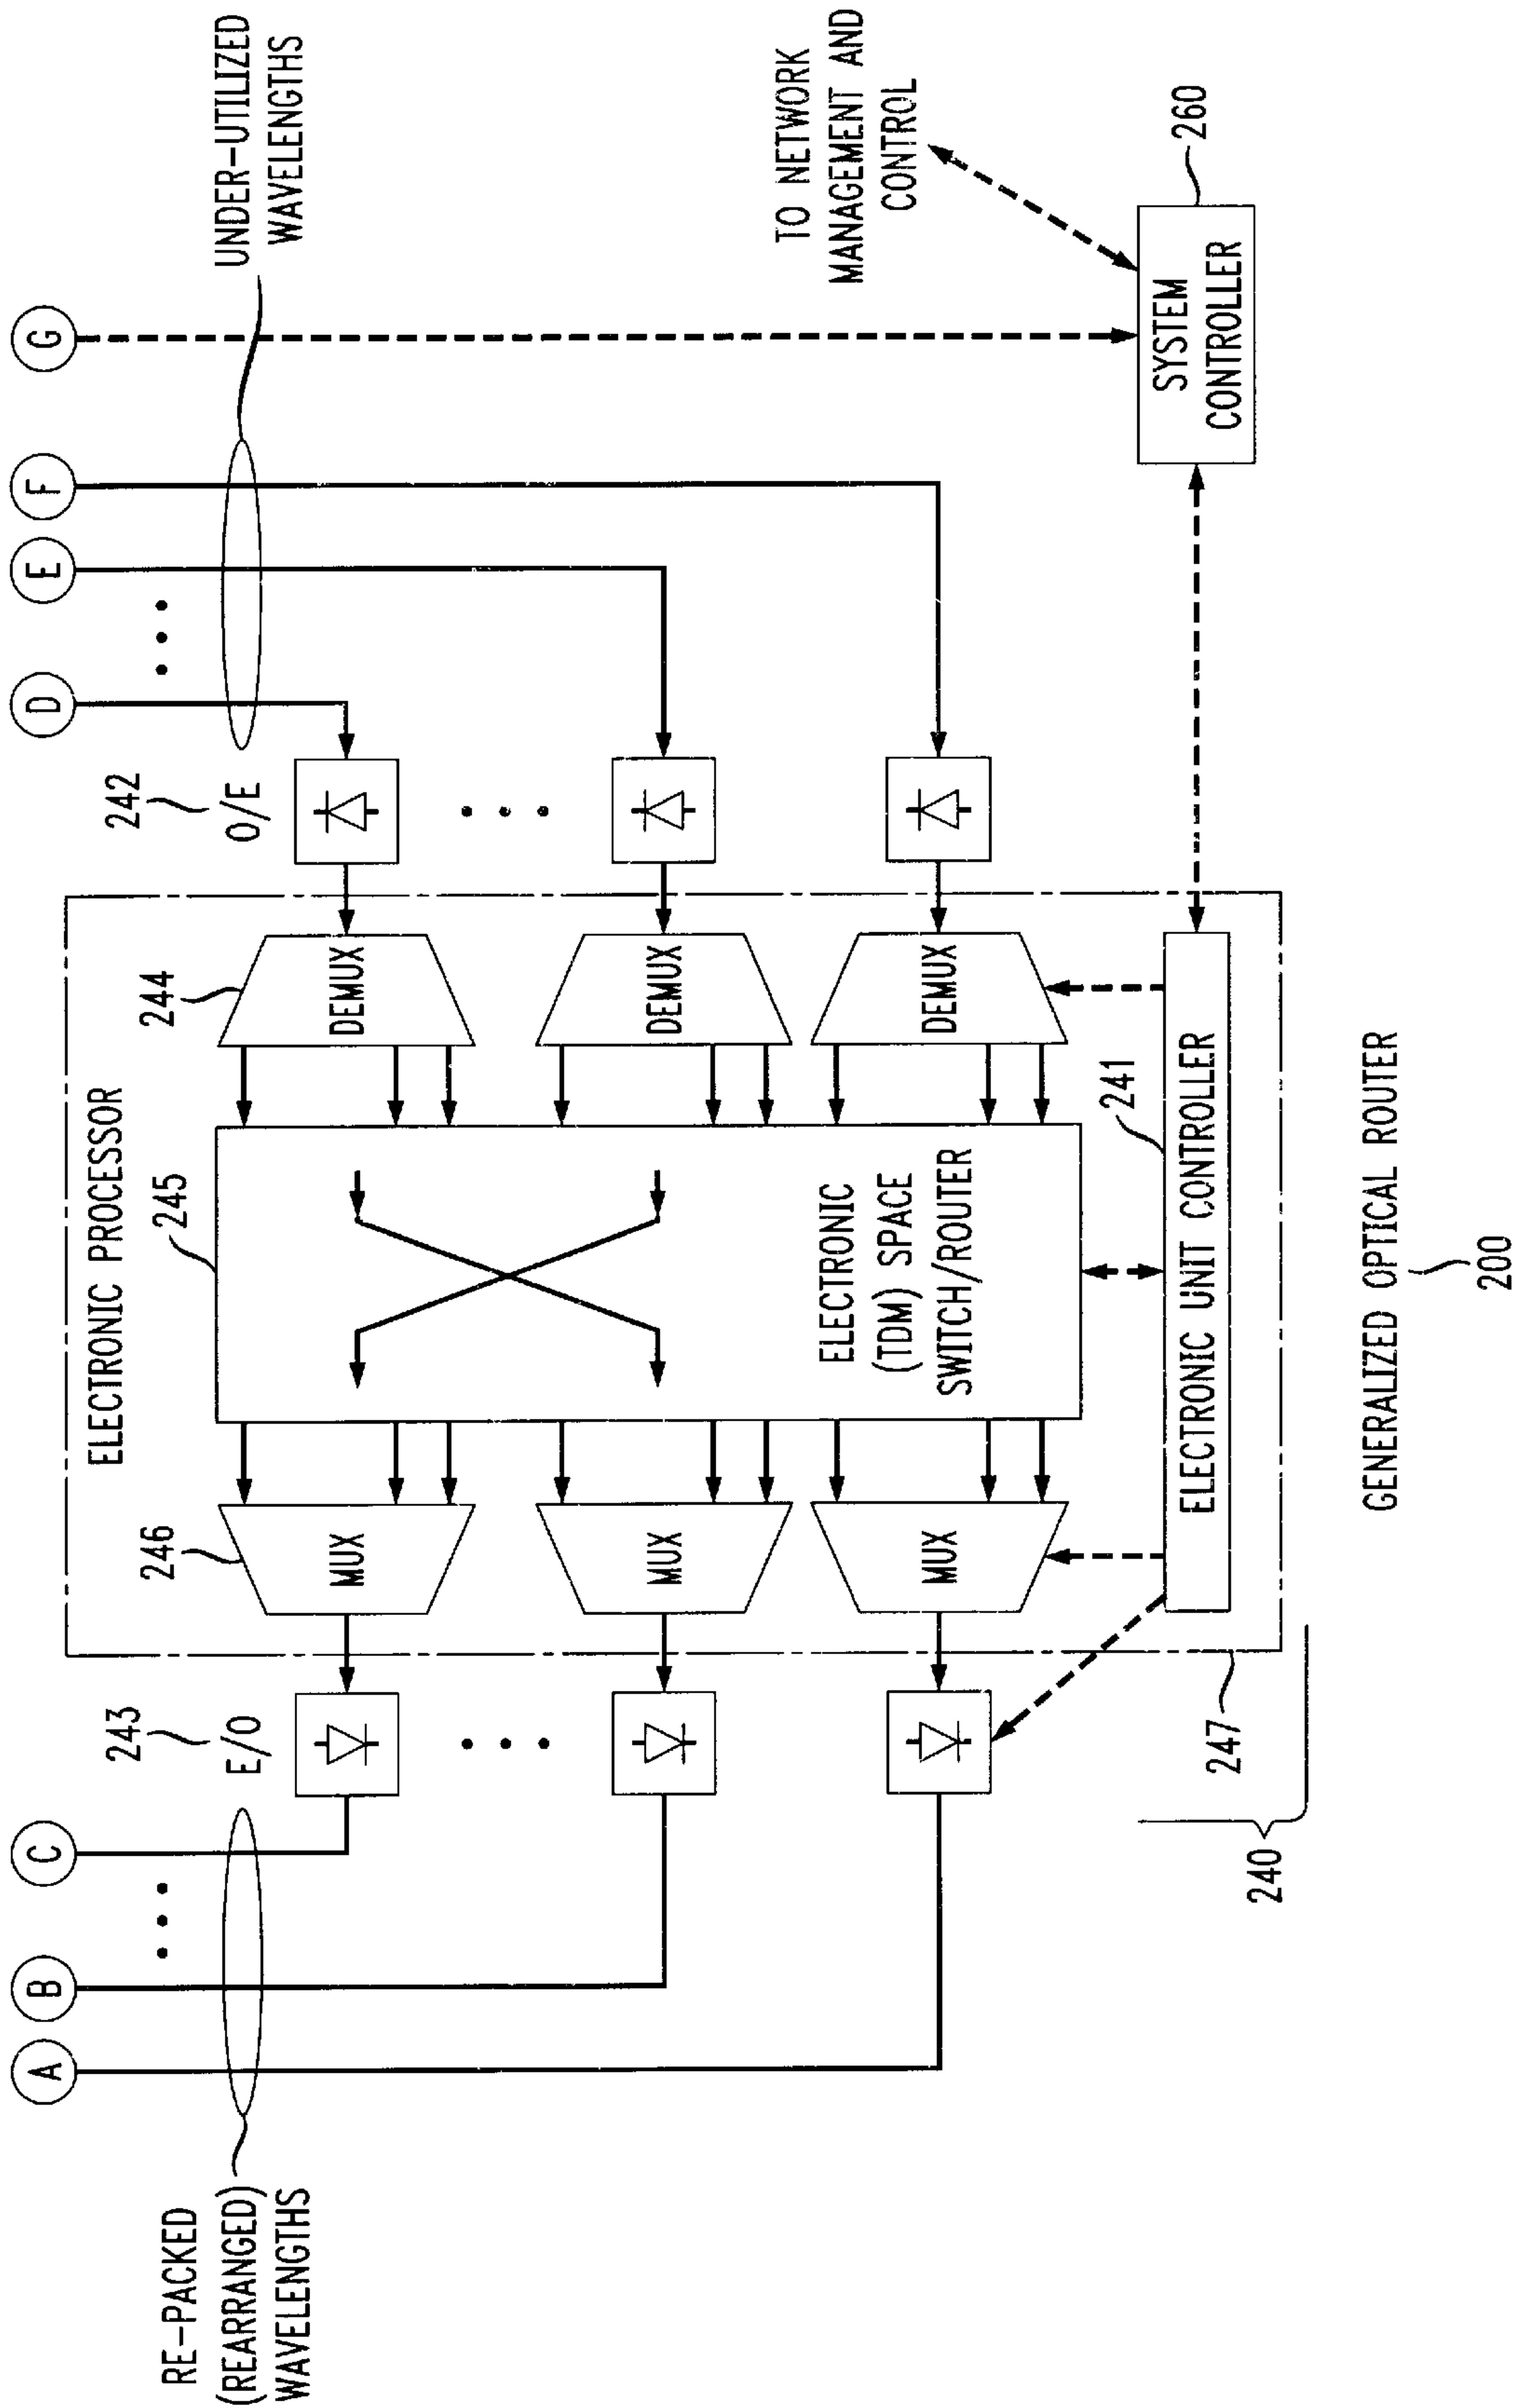 A
B
C
D
E
F
G
RE-PACKED
(REARRANGED)
WAVELENGTHS
UNDER-UTILIZED
WAVELENGTHS
243
E/O
ELECTRONIC PROCESSOR
246
245
244
242
O/E
MUX
DEMUX
MUX
DEMUX
MUX
DEMUX
ELECTRONIC
(TDM) SPACE
SWITCH/ROUTER
TO NETWORK
MANAGEMENT AND
CONTROL
241
ELECTRONIC UNIT CONTROLLER
SYSTEM
CONTROLLER
260
247
240
GENERALIZED OPTICAL ROUTER
200